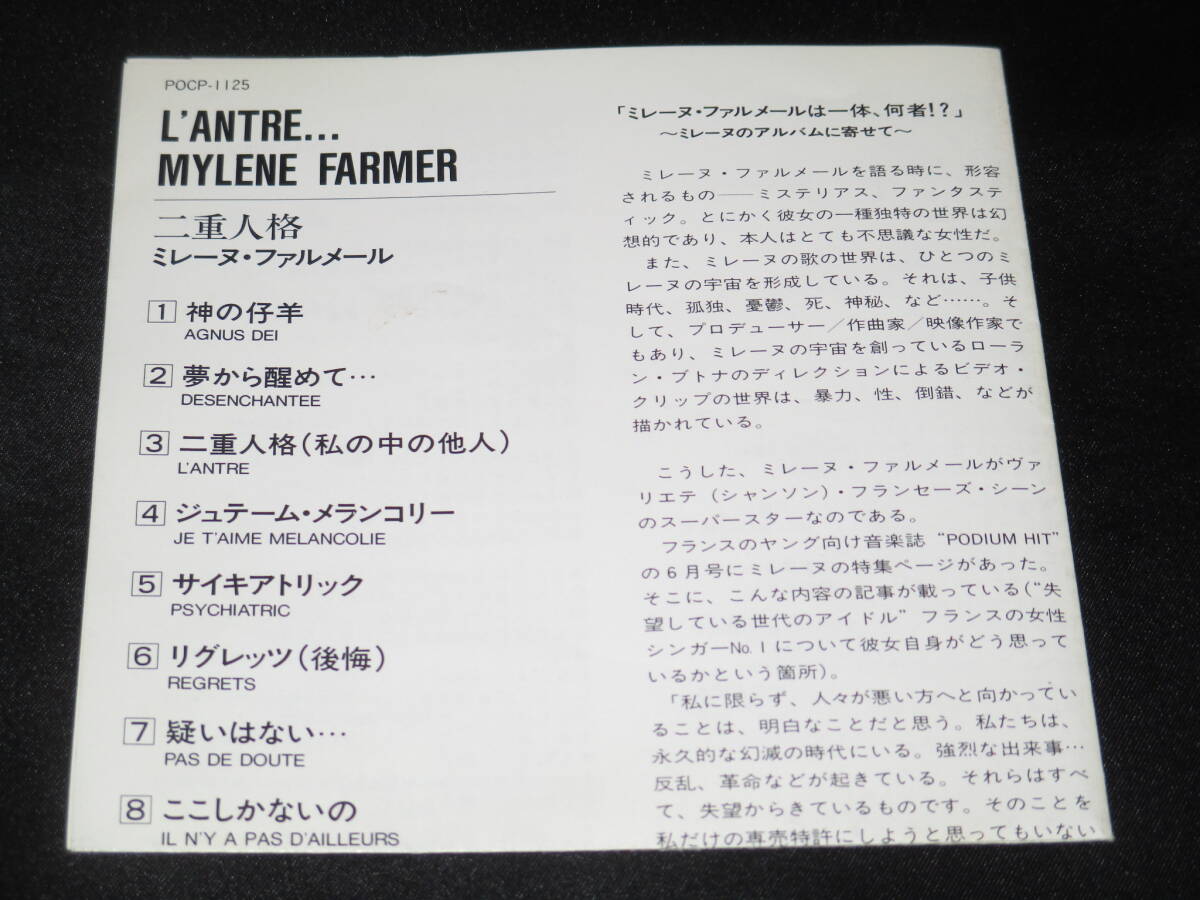 POCP-1125
L'ANTRE...
MYLENE FARMER
二重人格
ミレーヌ・ファルメール
1 神の仔羊
AGNUS DEI
2 夢から醒めて…
DESENCHANTEE
3 二重人格(私の中の他人)
L'ANTRE
4 ジュテーム・メランコリー
JE T'AIME MELANCOLIE
5 サイキアトリック
PSYCHIATRIC
6 リグレッツ(後悔)
REGRETS
7 疑いはない…
PAS DE DOUTE
8 ここしかないの
IL N'Y A PAS D'AILLEURS
「ミレーヌ・ファルメールは一体、何者!?」
〜ミレーヌのアルバムに寄せて〜
ミレーヌ・ファルメールを語る時に、形容
されるもの——ミステリアス、ファンタステ
ィック。とにかく彼女の一種独特の世界は幻
想的であり、本人はとても不思議な女性だ。
また、ミレーヌの歌の世界は、ひとつのミ
レーヌの宇宙を形成している。それは、子供
時代、孤独、憂鬱、死、神秘、など……。そ
して、プロデューサー/作曲家/映像作家で
もあり、ミレーヌの宇宙を創っているローラ
ン・ブトナのディレクションによるビデオ・
クリップの世界は、暴力、性、倒錯、などが
描かれている。
こうした、ミレーヌ・ファルメールがヴァ
リエテ(シャンソン)・フランセーズ・シーン
のスーパースターなのである。
フランスのヤング向け音楽誌“PODIUM HIT”
の6月号にミレーヌの特集ページがあった。
そこに、こんな内容の記事が載っている(“失
望している世代のアイドル”フランスの女性
シンガーNo.1について彼女自身がどう思って
いるかという箇所)。
「私に限らず、人々が悪い方へと向かってい
ることは、明白なことだと思う。私たちは、
永久的な幻滅の時代にいる。強烈な出来事…
反乱、革命などが起きている。それらはすべ
て、失望からきているものです。そのことを
私だけの専売特許にしようと思ってもいない